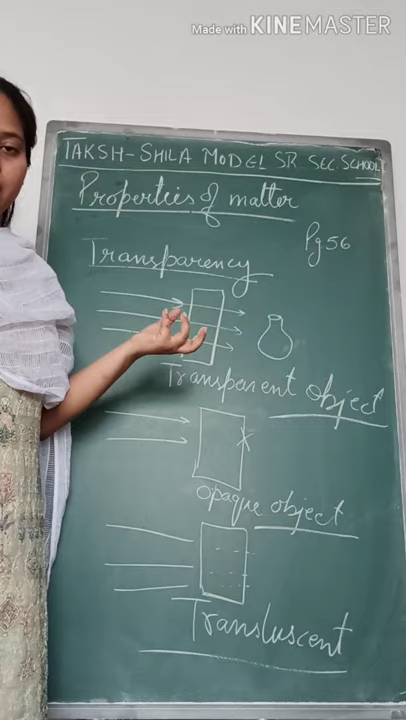 Made with KINEMASTER
TAKSH-SHILA MODEL SR. SEC. SCHOOL
Properties of matter
Pg 56
Transparency
Transparent object
opaque object
Transluscent